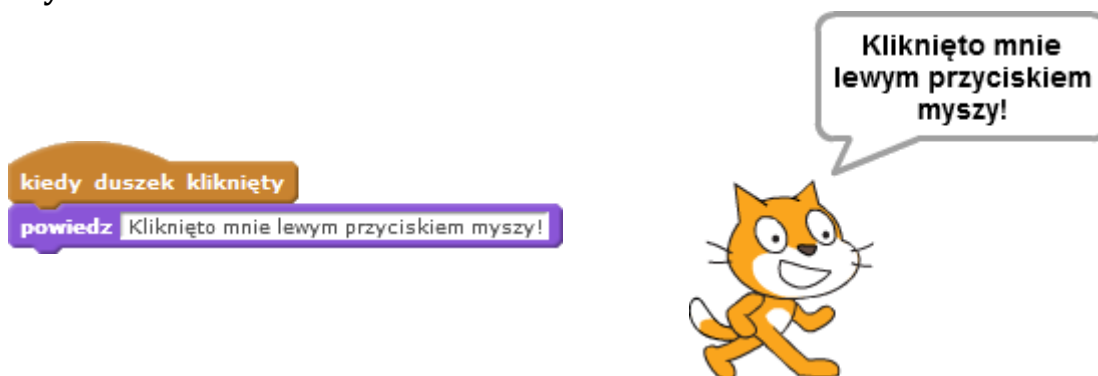 Kliknięto mnie
lewym przyciskiem
myszy!
kiedy duszek kliknięty
powiedz Kliknięto mnie lewym przyciskiem myszy!